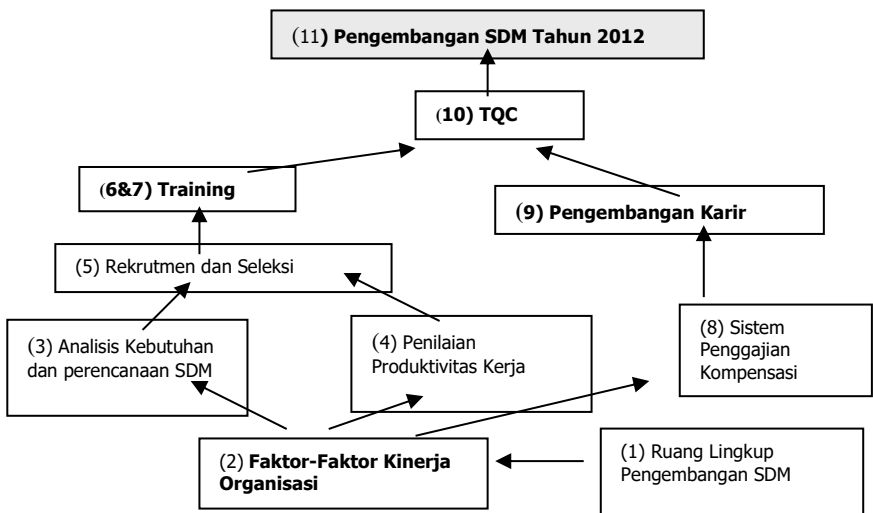 (11) Pengembangan SDM Tahun 2012
(10) TQC
(6&7) Training
(9) Pengembangan Karir
(5) Rekrutmen dan Seleksi
(3) Analisis Kebutuhan
dan perencanaan SDM
(4) Penilaian
Produktivitas Kerja
(8) Sistem
Penggajian
Kompensasi
(2) Faktor-Faktor Kinerja
Organisasi
(1) Ruang Lingkup
Pengembangan SDM